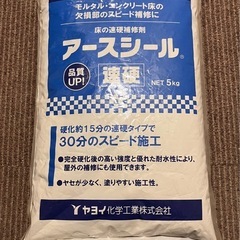 モルタル・コンクリート床の
欠損部のスピード補修に
床の速硬補修剤
アースシール®
品質
UP!
速硬
NET 5kg
硬化約15分の速硬タイプで
30分のスピード施工
●完全硬化後の高い強度と優れた耐水性により、
屋外の補修にも使用できます。
●ヤセが少なく、塗りやすい施工性。
ヤヨイ化学工業株式会社